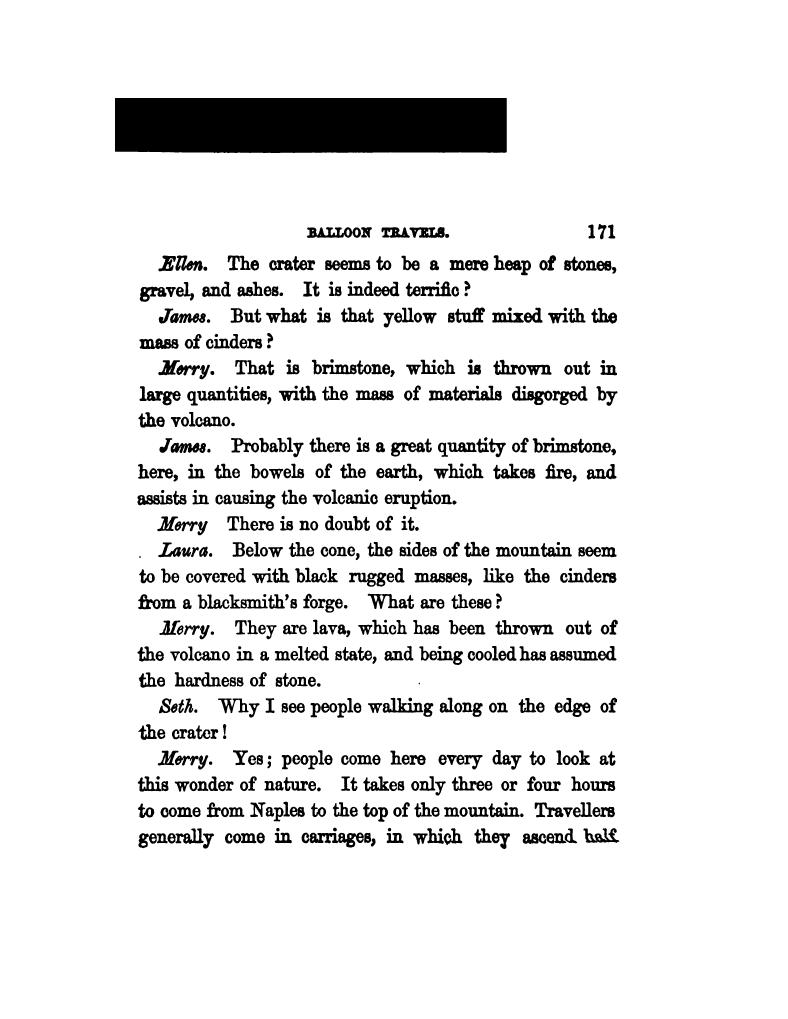 BALLOON TRAVELS. 171
Ellen. The crater seems to be a mere heap of stones,
gravel, and ashes. It is indeed terrific?
James. But what is that yellow stuff mixed with the
mass of cinders?
Merry. That is brimstone, which is thrown out in
large quantities, with the mass of materials disgorged by
the volcano.
James. Probably there is a great quantity of brimstone,
here, in the bowels of the earth, which takes fire, and
assists in causing the volcanic eruption.
Merry There is no doubt of it.
Laura. Below the cone, the sides of the mountain seem
to be covered with black rugged masses, like the cinders
from a blacksmith's forge. What are these?
Merry. They are lava, which has been thrown out of
the volcano in a melted state, and being cooled has assumed
the hardness of stone.
Seth. Why I see people walking along on the edge of
the crater!
Merry. Yes; people come here every day to look at
this wonder of nature. It takes only three or four hours
to come from Naples to the top of the mountain. Travellers
generally come in carriages, in which they ascend half